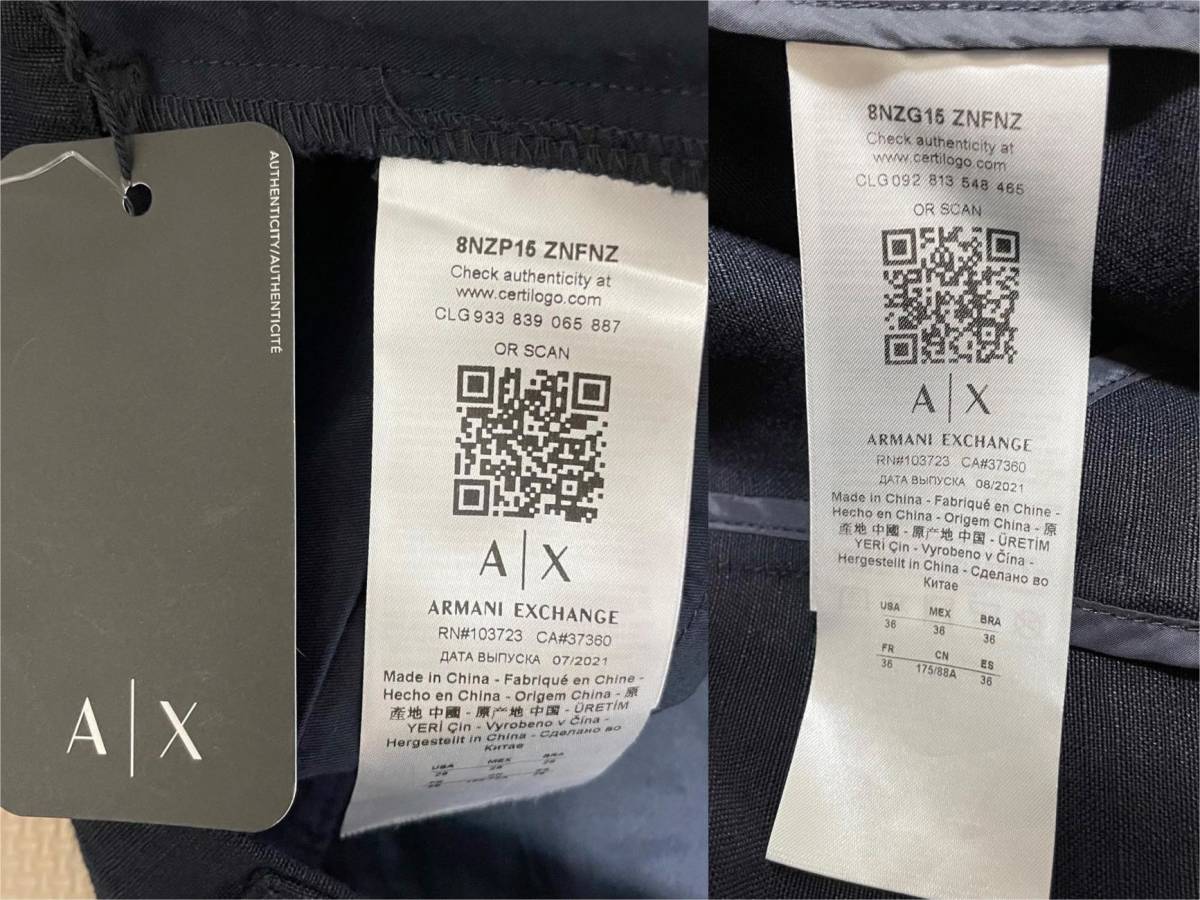 AUTHENTICITY/AUTHENTICITÉ
A|X
8NZP15 ZNFNZ
Check authenticity at
www.certilogo.com
CLG 933 839 065 887
OR SCAN
A|X
ARMANI EXCHANGE
RN#103723 CA#37360
ДАТА ВЫПУСКА 07/2021
Made in China - Fabriqué en Chine -
Hecho en China - Origem China - 原
產地 中國 - 原产地 中国 - ÜRETİM
YERİ Çin - Vyrobeno v Čína -
Hergestellt in China - Сделано во
Китае
USA MEX BRA
8NZG15 ZNFNZ
Check authenticity at
www.certilogo.com
CLG 092 813 548 465
OR SCAN
A|X
ARMANI EXCHANGE
RN#103723 CA#37360
ДАТА ВЫПУСКА 08/2021
Made in China - Fabriqué en Chine -
Hecho en China - Origem China - 原
產地 中國 - 原产地 中国 - ÜRETİM
YERİ Çin - Vyrobeno v Čína -
Hergestellt in China - Сделано во
Китае
USA MEX BRA
36 36 36
FR CN ES
36 175/88A 36